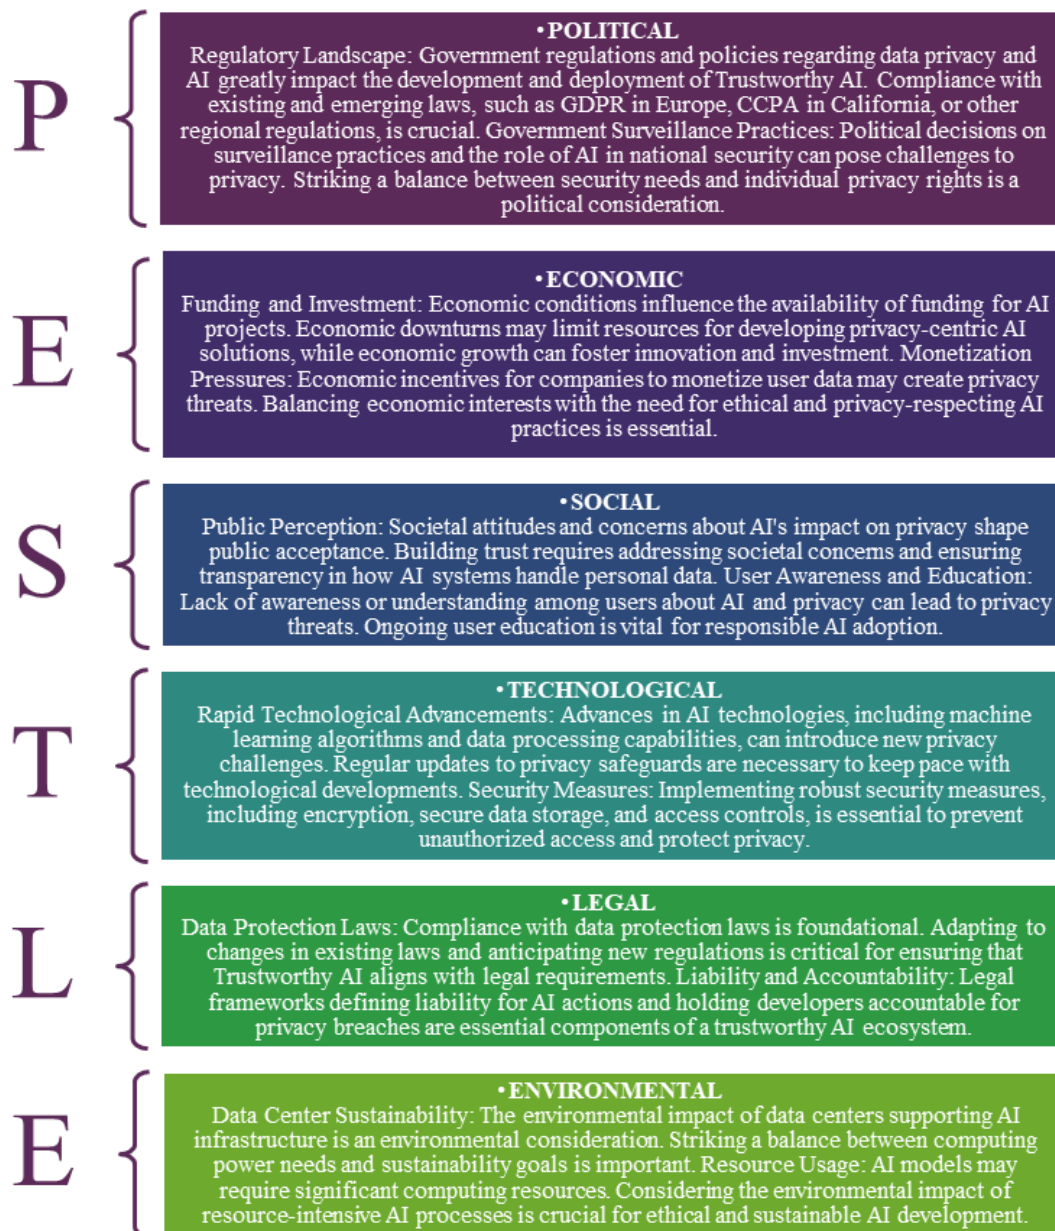 P
• POLITICAL
Regulatory Landscape: Government regulations and policies regarding data privacy and
AI greatly impact the development and deployment of Trustworthy AI. Compliance with
existing and emerging laws, such as GDPR in Europe, CCPA in California, or other
regional regulations, is crucial. Government Surveillance Practices: Political decisions on
surveillance practices and the role of AI in national security can pose challenges to
privacy. Striking a balance between security needs and individual privacy rights is a
political consideration.
E
• ECONOMIC
Funding and Investment: Economic conditions influence the availability of funding for AI
projects. Economic downturns may limit resources for developing privacy-centric AI
solutions, while economic growth can foster innovation and investment. Monetization
Pressures: Economic incentives for companies to monetize user data may create privacy
threats. Balancing economic interests with the need for ethical and privacy-respecting AI
practices is essential.
S
• SOCIAL
Public Perception: Societal attitudes and concerns about AI's impact on privacy shape
public acceptance. Building trust requires addressing societal concerns and ensuring
transparency in how AI systems handle personal data. User Awareness and Education:
Lack of awareness or understanding among users about AI and privacy can lead to privacy
threats. Ongoing user education is vital for responsible AI adoption.
T
• TECHNOLOGICAL
Rapid Technological Advancements: Advances in AI technologies, including machine
learning algorithms and data processing capabilities, can introduce new privacy
challenges. Regular updates to privacy safeguards are necessary to keep pace with
technological developments. Security Measures: Implementing robust security measures,
including encryption, secure data storage, and access controls, is essential to prevent
unauthorized access and protect privacy.
L
• LEGAL
Data Protection Laws: Compliance with data protection laws is foundational. Adapting to
changes in existing laws and anticipating new regulations is critical for ensuring that
Trustworthy AI aligns with legal requirements. Liability and Accountability: Legal
frameworks defining liability for AI actions and holding developers accountable for
privacy breaches are essential components of a trustworthy AI ecosystem.
E
• ENVIRONMENTAL
Data Center Sustainability: The environmental impact of data centers supporting AI
infrastructure is an environmental consideration. Striking a balance between computing
power needs and sustainability goals is important. Resource Usage: AI models may
require significant computing resources. Considering the environmental impact of
resource-intensive AI processes is crucial for ethical and sustainable AI development.